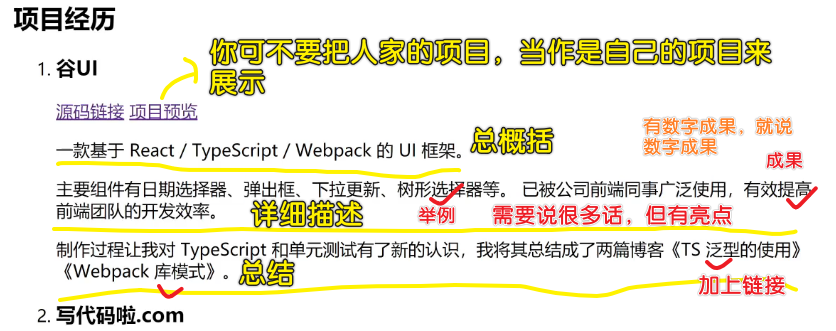 项目经历
1. 谷UI
你可不要把人家的项目，当作是自己的项目来
展示
源码链接 项目预览
一款基于 React / TypeScript / Webpack 的 UI 框架。
总概括
有数字成果，就说
数字成果
成果
主要组件有日期选择器、弹出框、下拉更新、树形选择器等。 已被公司前端同事广泛使用，有效提高
前端团队的开发效率。
详细描述
举例
需要说很多话，但有亮点
制作过程让我对 TypeScript 和单元测试有了新的认识，我将其总结成了两篇博客《TS 泛型的使用》
《Webpack 库模式》。
总结
加上链接
2. 写代码啦.com